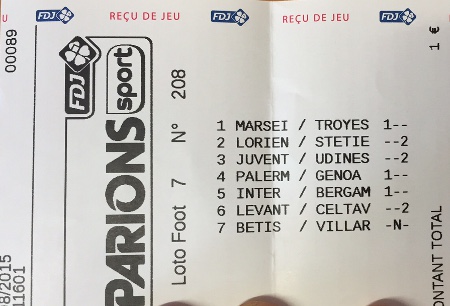 FDJ REÇU DE JEU FDJ REÇU DE JEU FDJ
00089
FDJ
PARIONS
sport
Loto Foot 7 N° 208
1 MARSEI / TROYES 1--
2 LORIEN / STETIE --2
3 JUVENT / UDINES --2
4 PALERM / GENOA 1--
5 INTER / BERGAM 1--
6 LEVANT / CELTAV --2
7 BETIS / VILLAR -N-
1 €
MONTANT TOTAL
8/2015
11601